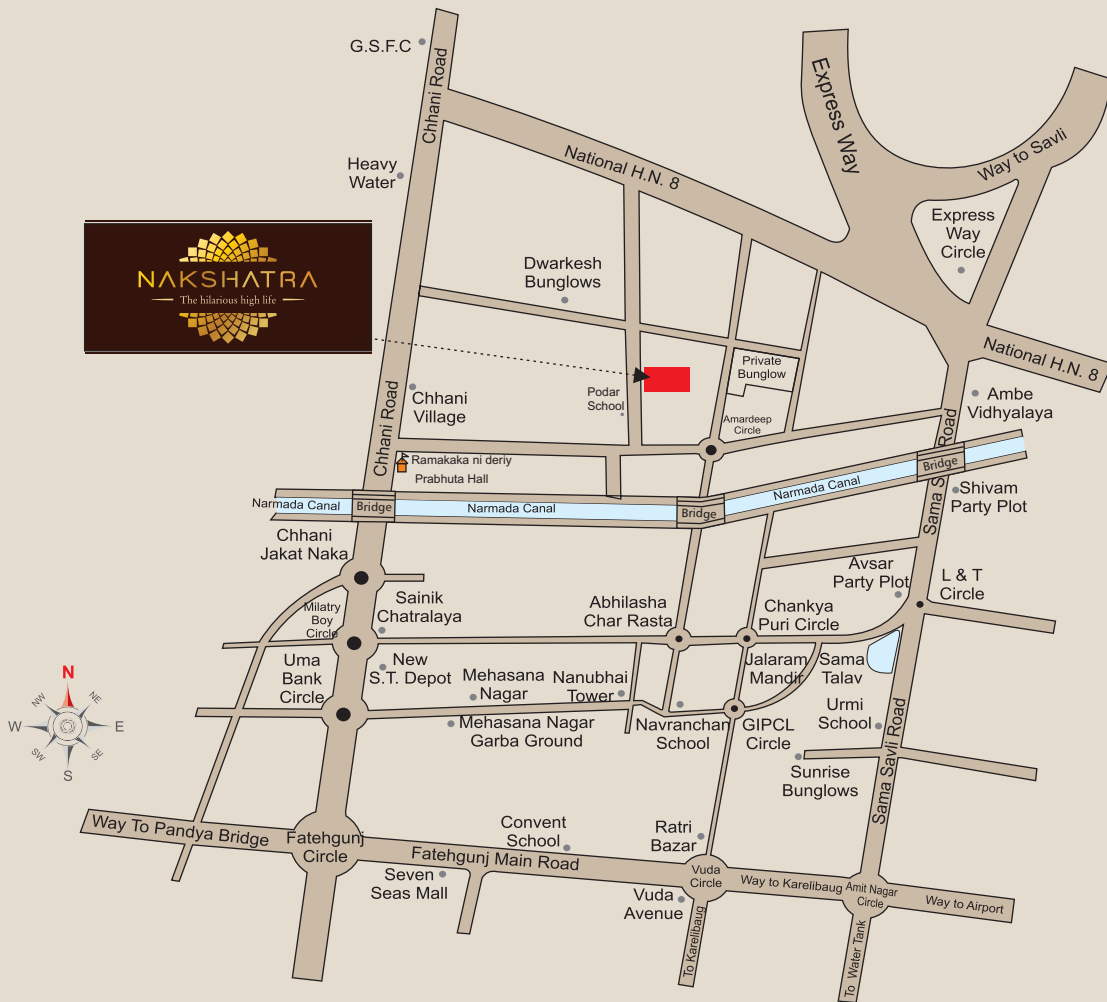 G.S.F.C
Chhani Road
Express Way
National H.N. 8
Way to Savli
Heavy
Water
Express
Way
Circle
NAKSHATRA
The hilarious high life
Dwarkesh
Bunglows
National H.N. 8
Private
Bunglow
Chhani
Village
Podar
School
Ambe
Vidhyalaya
Amardeep
Circle
Chhani Road
Ramakaka ni deriy
Prabhuta Hall
Narmada Canal
Bridge
Narmada Canal
Bridge
Narmada Canal
Bridge
Sama Savli Road
Shivam
Party Plot
Chhani
Jakat Naka
Avsar
Party Plot
L & T
Circle
Milatry
Boy
Circle
Sainik
Chatralaya
Abhilasha
Char Rasta
Chankya
Puri Circle
Uma
Bank
Circle
New
S.T. Depot
Mehasana
Nagar
Nanubhai
Tower
Jalaram
Mandir
Sama
Talav
N
NW
NE
W
E
SW
SE
S
Mehasana Nagar
Garba Ground
Navranchan
School
GIPCL
Circle
Urmi
School
Sunrise
Bunglows
Sama Savli Road
Way To Pandya Bridge
Fatehgunj
Circle
Fatehgunj Main Road
Convent
School
Ratri
Bazar
Seven
Seas Mall
Vuda
Circle
Way to Karelibaug
Amit Nagar
Circle
Way to Airport
Vuda
Avenue
To Karelibaug
To Water Tank